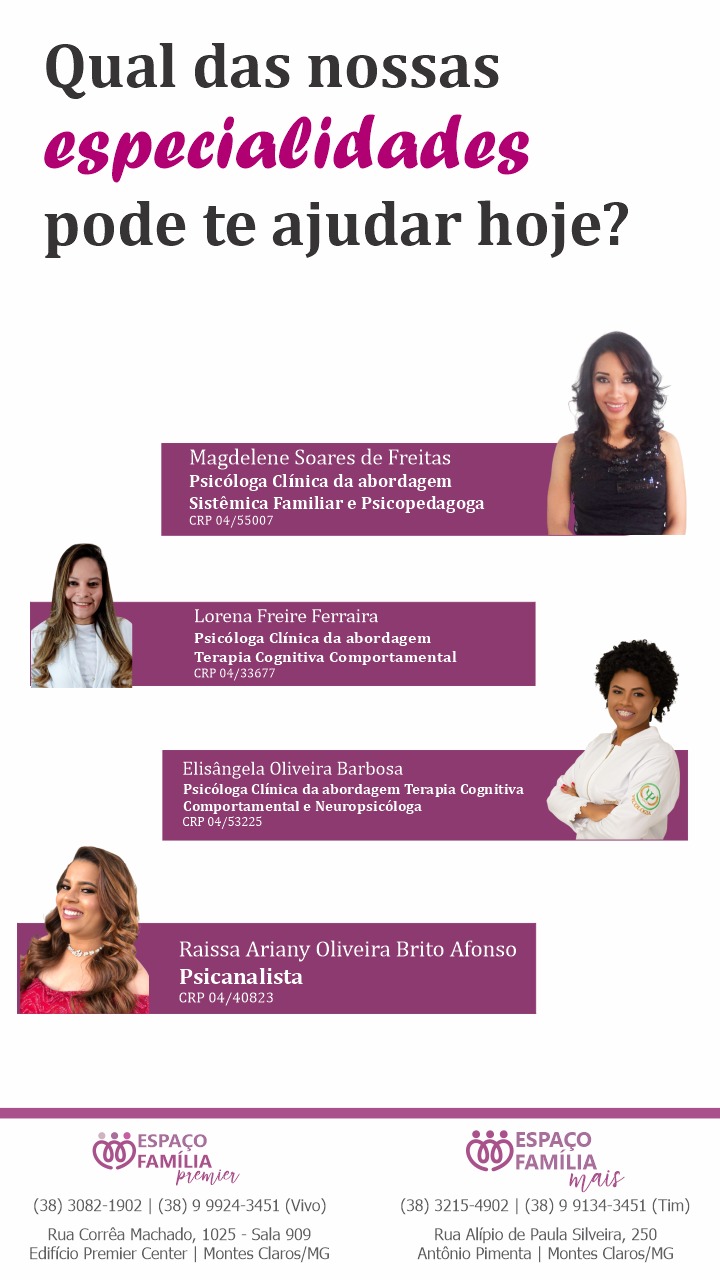 Qual das nossas
especialidades
pode te ajudar hoje?
Magdelene Soares de Freitas
Psicóloga Clínica da abordagem
Sistêmica Familiar e Psicopedagoga
CRP 04/55007
Lorena Freire Ferraira
Psicóloga Clínica da abordagem
Terapia Cognitiva Comportamental
CRP 04/33677
Elisângela Oliveira Barbosa
Psicóloga Clínica da abordagem Terapia Cognitiva
Comportamental e Neuropsicóloga
CRP 04/53225
Raissa Ariany Oliveira Brito Afonso
Psicanalista
CRP 04/40823
ESPAÇO
FAMÍLIA
premier
(38) 3082-1902 | (38) 9 9924-3451 (Vivo)
Rua Corrêa Machado, 1025 - Sala 909
Edifício Premier Center | Montes Claros/MG
ESPAÇO
FAMÍLIA
mais
(38) 3215-4902 | (38) 9 9134-3451 (Tim)
Rua Alípio de Paula Silveira, 250
Antônio Pimenta | Montes Claros/MG